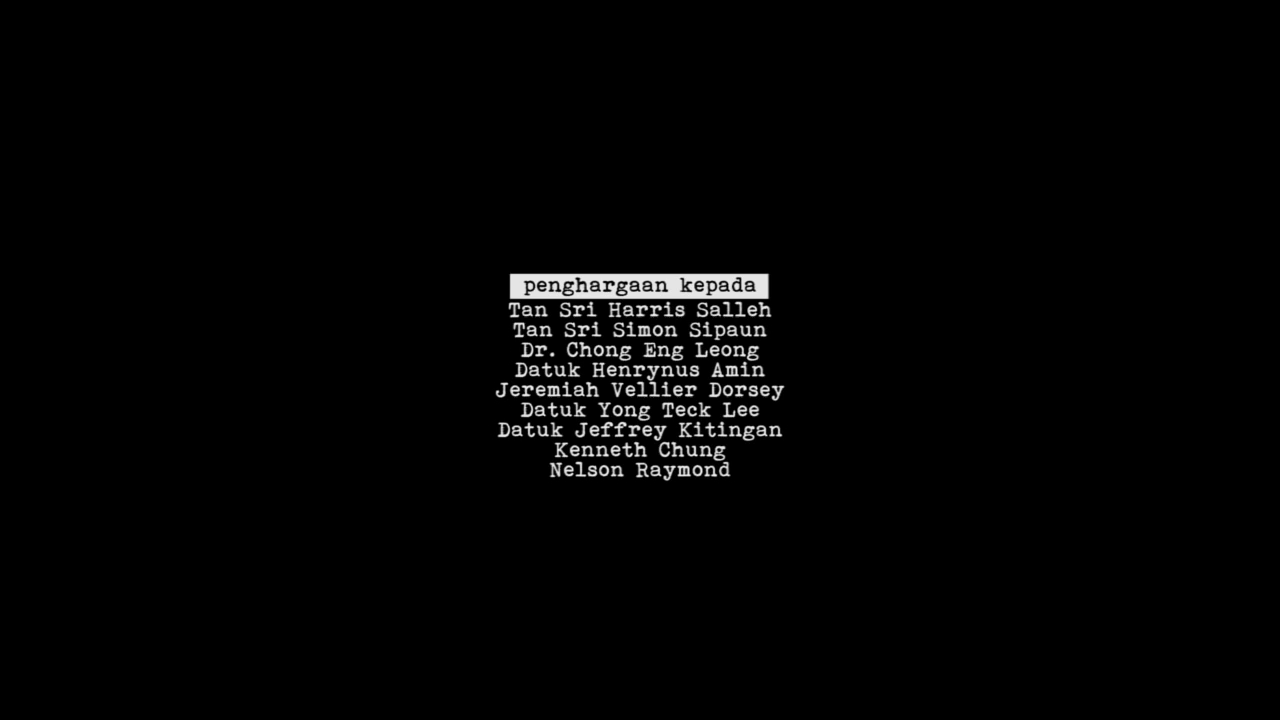 penghargaan kepada
Tan Sri Harris Salleh
Tan Sri Simon Sipaun
Dr. Chong Eng Leong
Datuk Henrynus Amin
Jeremiah Vellier Dorsey
Datuk Yong Teck Lee
Datuk Jeffrey Kitingan
Kenneth Chung
Nelson Raymond